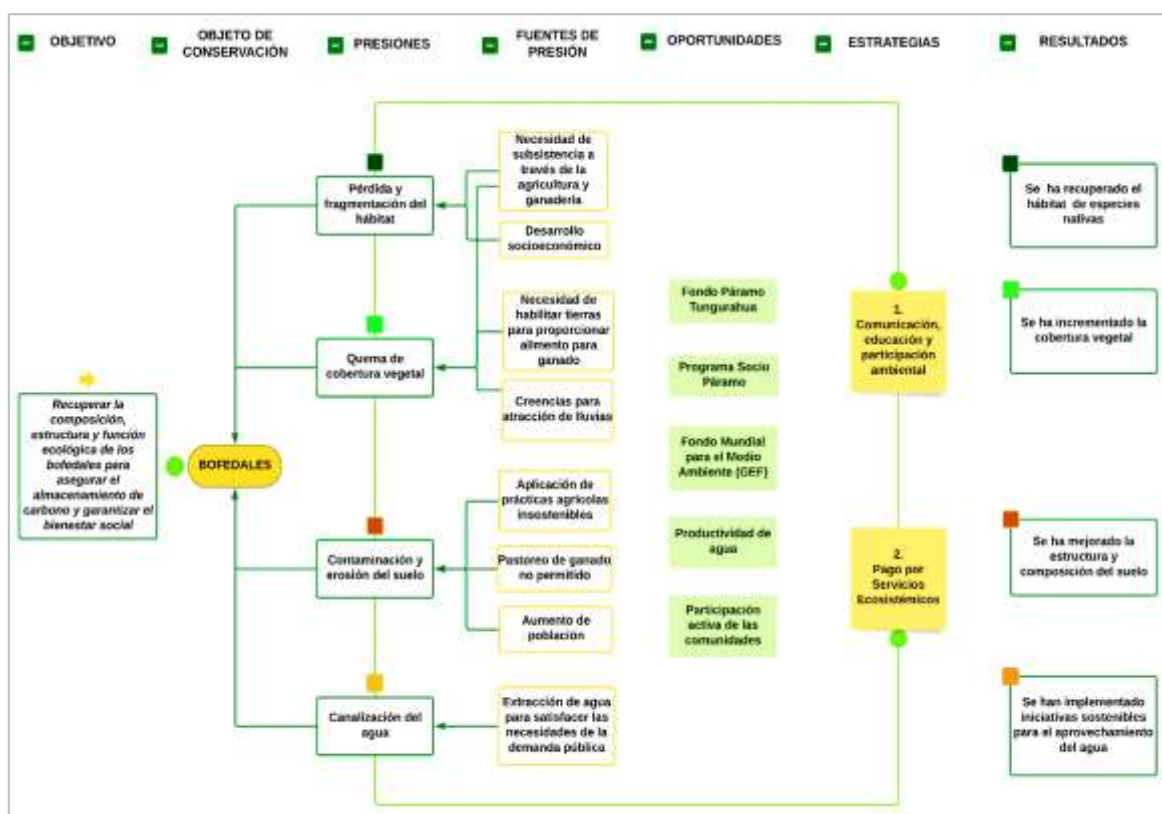 OBJETIVO
OBJETO DE
CONSERVACIÓN
PRESIONES
FUENTES DE
PRESIÓN
OPORTUNIDADES
ESTRATEGIAS
RESULTADOS
Recuperar la
composición,
estructura y función
ecológica de los
bofedales para
asegurar el
almacenamiento de
carbono y garantizar el
bienestar social
BOFEDALES
Pérdida y
fragmentación del
hábitat
Quema de
cobertura vegetal
Contaminación y
erosión del suelo
Canalización del
agua
Necesidad de
subsistencia a
través de la
agricultura y
ganadería
Desarrollo
socioeconómico
Necesidad de
habilitar tierras
para proporcionar
alimento para
ganado
Creencias para
atracción de lluvias
Aplicación de
prácticas agrícolas
insostenibles
Pastoreo de ganado
no permitido
Aumento de
población
Extracción de agua
para satisfacer las
necesidades de la
demanda pública
Fondo Páramo
Tungurahua
Programa Socio
Páramo
Fondo Mundial
para el Medio
Ambiente (GEF)
Productividad de
agua
Participación
activa de las
comunidades
1.
Comunicación,
educación y
participación
ambiental
2.
Pago por
Servicios
Ecosistémicos
Se ha recuperado el
hábitat de especies
nativas
Se ha incrementado la
cobertura vegetal
Se ha mejorado la
estructura y
composición del suelo
Se han implementado
iniciativas sostenibles
para el aprovechamiento
del agua